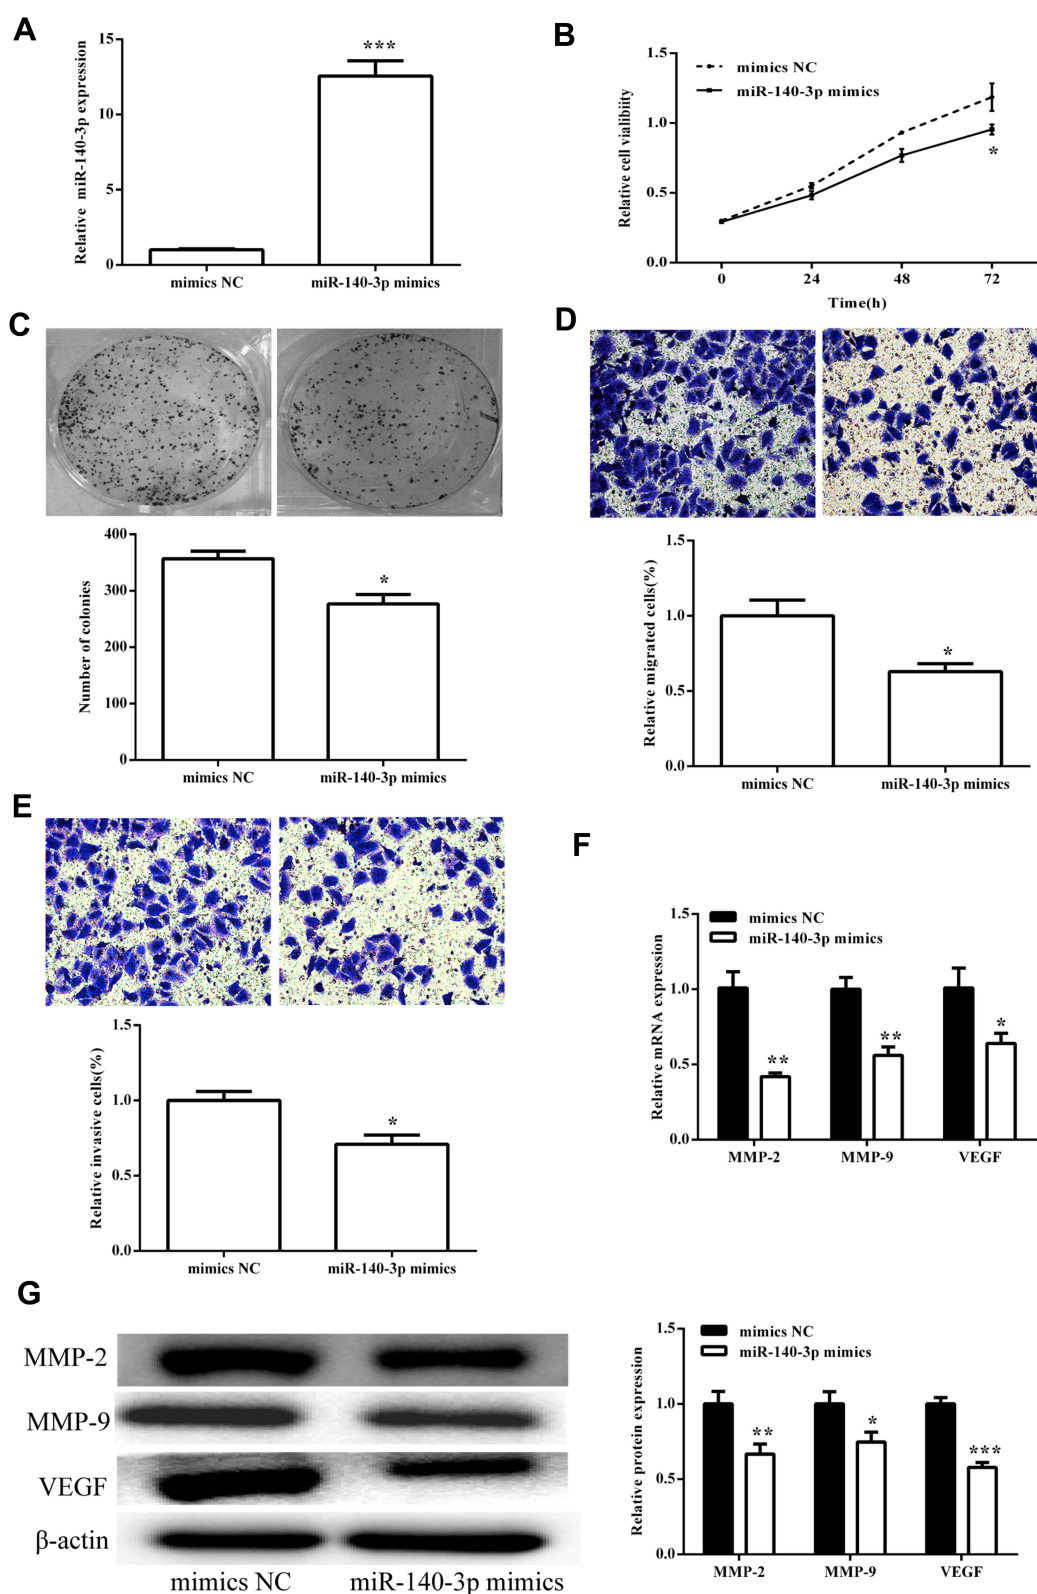 A
Relative miR-140-3p expression
15
10
5
0
***
mimics NC
miR-140-3p mimics
B
Relative cell vialibiity
1.5
1.0
0.5
0.0
mimics NC
miR-140-3p mimics
*
0
24
48
72
Time(h)
C
Number of colonies
400
300
200
100
0
*
mimics NC
miR-140-3p mimics
D
Relative migrated cells(%)
1.5
1.0
0.5
0.0
*
mimics NC
miR-140-3p mimics
E
Relative invasive cells(%)
1.5
1.0
0.5
0.0
*
mimics NC
miR-140-3p mimics
F
Relative mRNA expression
1.5
1.0
0.5
0.0
mimics NC
miR-140-3p mimics
**
**
*
MMP-2
MMP-9
VEGF
G
MMP-2
MMP-9
VEGF
β-actin
mimics NC
miR-140-3p mimics
Relative protein expression
1.5
1.0
0.5
0.0
mimics NC
miR-140-3p mimics
**
*
***
MMP-2
MMP-9
VEGF